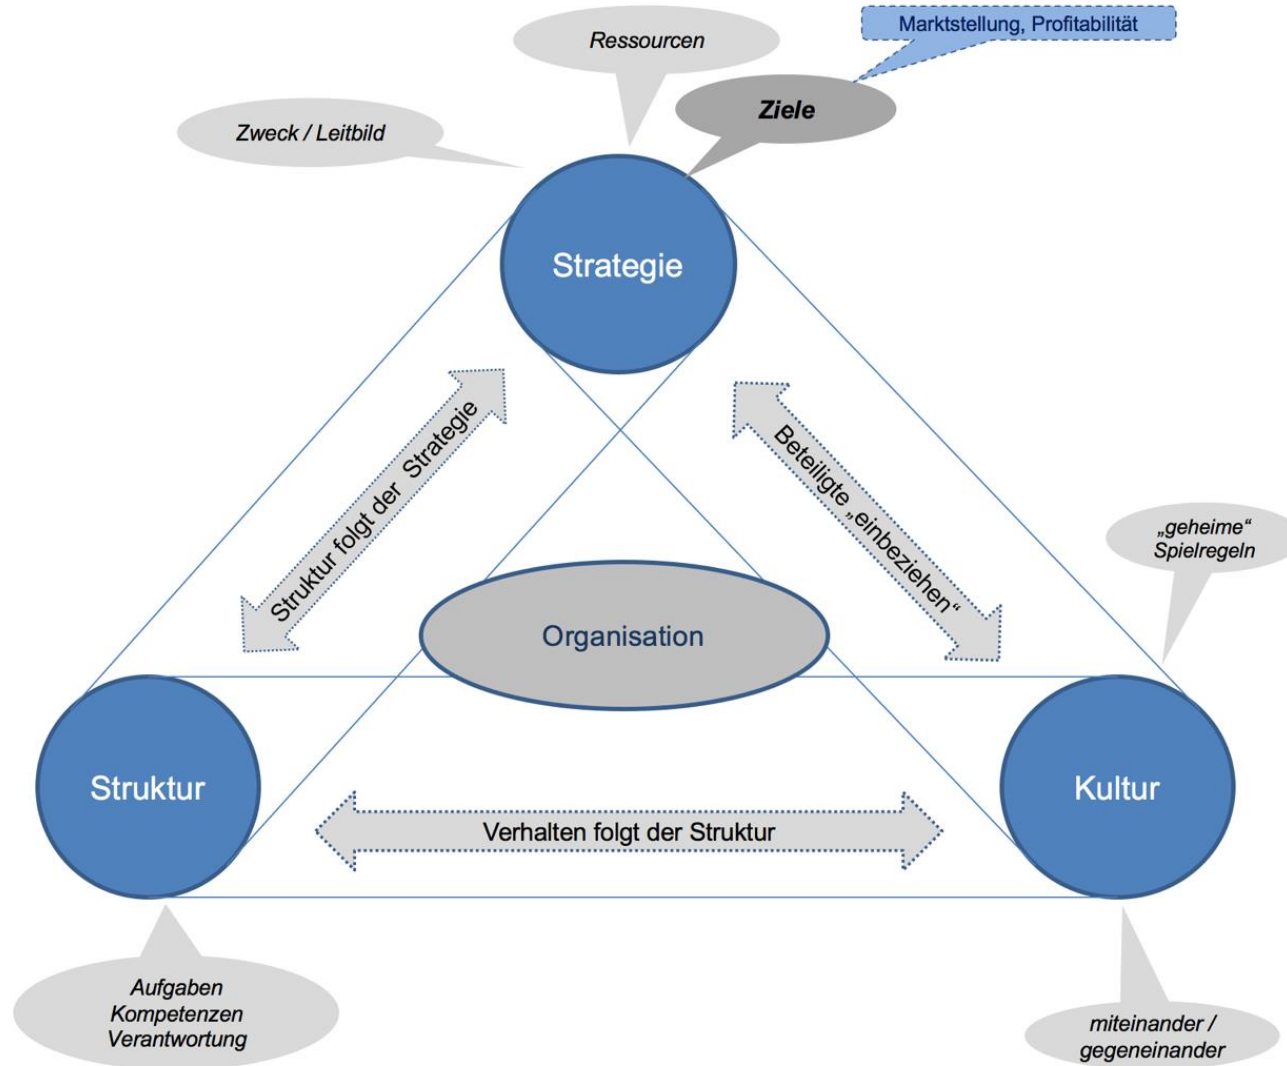 Marktstellung, Profitabilität
Ressourcen
Ziele
Zweck / Leitbild
Strategie
Struktur folgt der Strategie
Beteiligte „einbeziehen“
„geheime“
Spielregeln
Organisation
Struktur
Kultur
Verhalten folgt der Struktur
Aufgaben
Kompetenzen
Verantwortung
miteinander /
gegeneinander